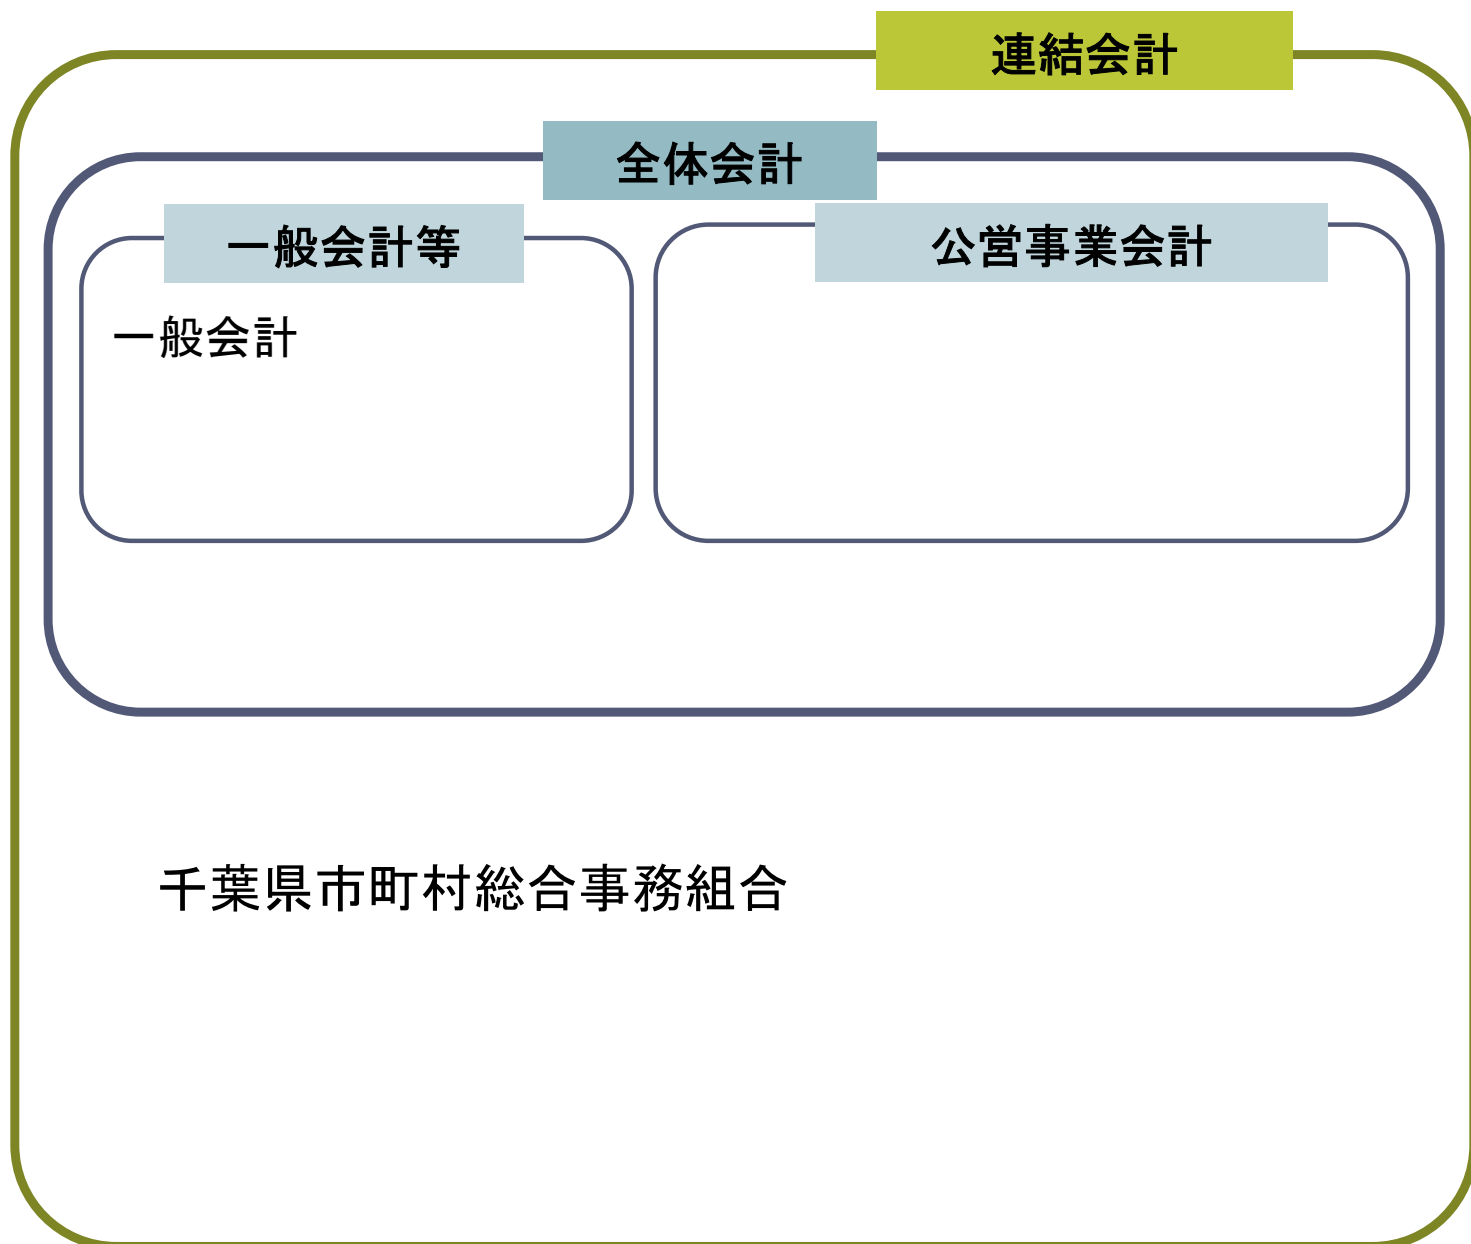 連結会計
全体会計
一般会計等
公営事業会計
一般会計
千葉県市町村総合事務組合